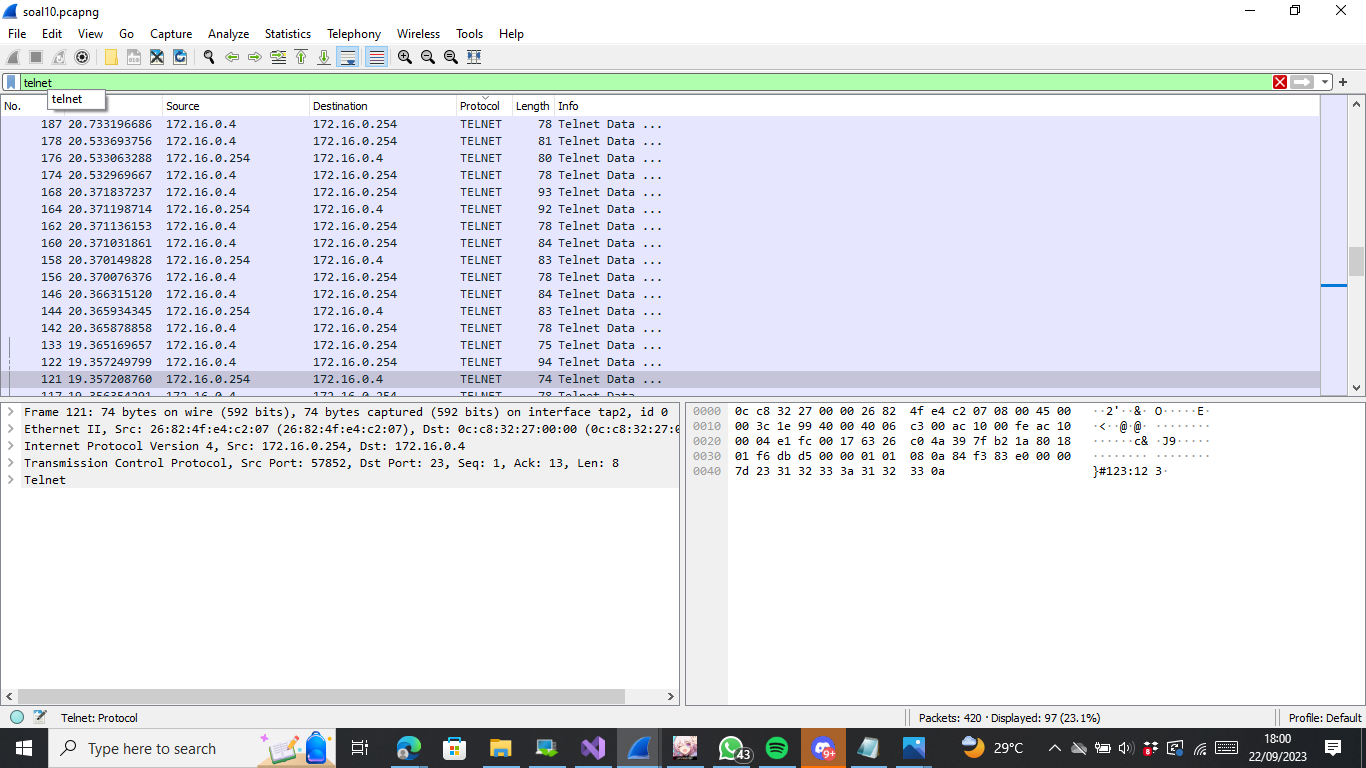 soal10.pcapng
File Edit View Go Capture Analyze Statistics Telephony Wireless Tools Help
telnet
telnet
No. Source Destination Protocol Length Info
187 20.733196686 172.16.0.4 172.16.0.254 TELNET 78 Telnet Data ...
178 20.533693756 172.16.0.4 172.16.0.254 TELNET 81 Telnet Data ...
176 20.533063288 172.16.0.254 172.16.0.4 TELNET 80 Telnet Data ...
174 20.532969667 172.16.0.4 172.16.0.254 TELNET 78 Telnet Data ...
168 20.371837237 172.16.0.4 172.16.0.254 TELNET 93 Telnet Data ...
164 20.371198714 172.16.0.254 172.16.0.4 TELNET 92 Telnet Data ...
162 20.371136153 172.16.0.4 172.16.0.254 TELNET 78 Telnet Data ...
160 20.371031861 172.16.0.4 172.16.0.254 TELNET 84 Telnet Data ...
158 20.370149828 172.16.0.254 172.16.0.4 TELNET 83 Telnet Data ...
156 20.370076376 172.16.0.4 172.16.0.254 TELNET 78 Telnet Data ...
146 20.366315120 172.16.0.4 172.16.0.254 TELNET 84 Telnet Data ...
144 20.365934345 172.16.0.254 172.16.0.4 TELNET 83 Telnet Data ...
142 20.365878858 172.16.0.4 172.16.0.254 TELNET 78 Telnet Data ...
133 19.365169657 172.16.0.4 172.16.0.254 TELNET 75 Telnet Data ...
122 19.357249799 172.16.0.4 172.16.0.254 TELNET 94 Telnet Data ...
121 19.357208760 172.16.0.254 172.16.0.4 TELNET 74 Telnet Data ...
Frame 121: 74 bytes on wire (592 bits), 74 bytes captured (592 bits) on interface tap2, id 0
Ethernet II, Src: 26:82:4f:e4:c2:07 (26:82:4f:e4:c2:07), Dst: 0c:c8:32:27:00:00 (0c:c8:32:27:0
Internet Protocol Version 4, Src: 172.16.0.254, Dst: 172.16.0.4
Transmission Control Protocol, Src Port: 57852, Dst Port: 23, Seq: 1, Ack: 13, Len: 8
Telnet
0000 0c c8 32 27 00 00 26 82 4f e4 c2 07 08 00 45 00 ··2'··&· O·····E·
0010 00 3c 1e 99 40 00 40 06 c3 00 ac 10 00 fe ac 10 ·<··@·@· ········
0020 00 04 e1 fc 00 17 63 26 c0 4a 39 7f b2 1a 80 18 ······c& ·J9·····
0030 01 f6 db d5 00 00 01 01 08 0a 84 f3 83 e0 00 00 ········ ········
0040 7d 23 31 32 33 3a 31 32 33 0a }#123:12 3·
Telnet: Protocol
Packets: 420 · Displayed: 97 (23.1%)
Profile: Default
Type here to search
43
9+
29°C
18:00
22/09/2023